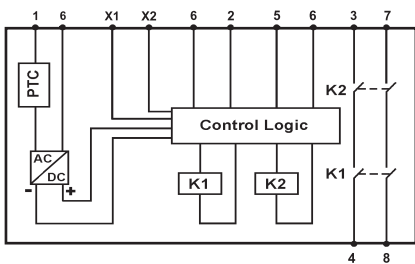 1 6 X1 X2 6 2 5 6 3 7
PTC
K2
Control Logic
AC
DC
- +
K1 K2
K1
4 8